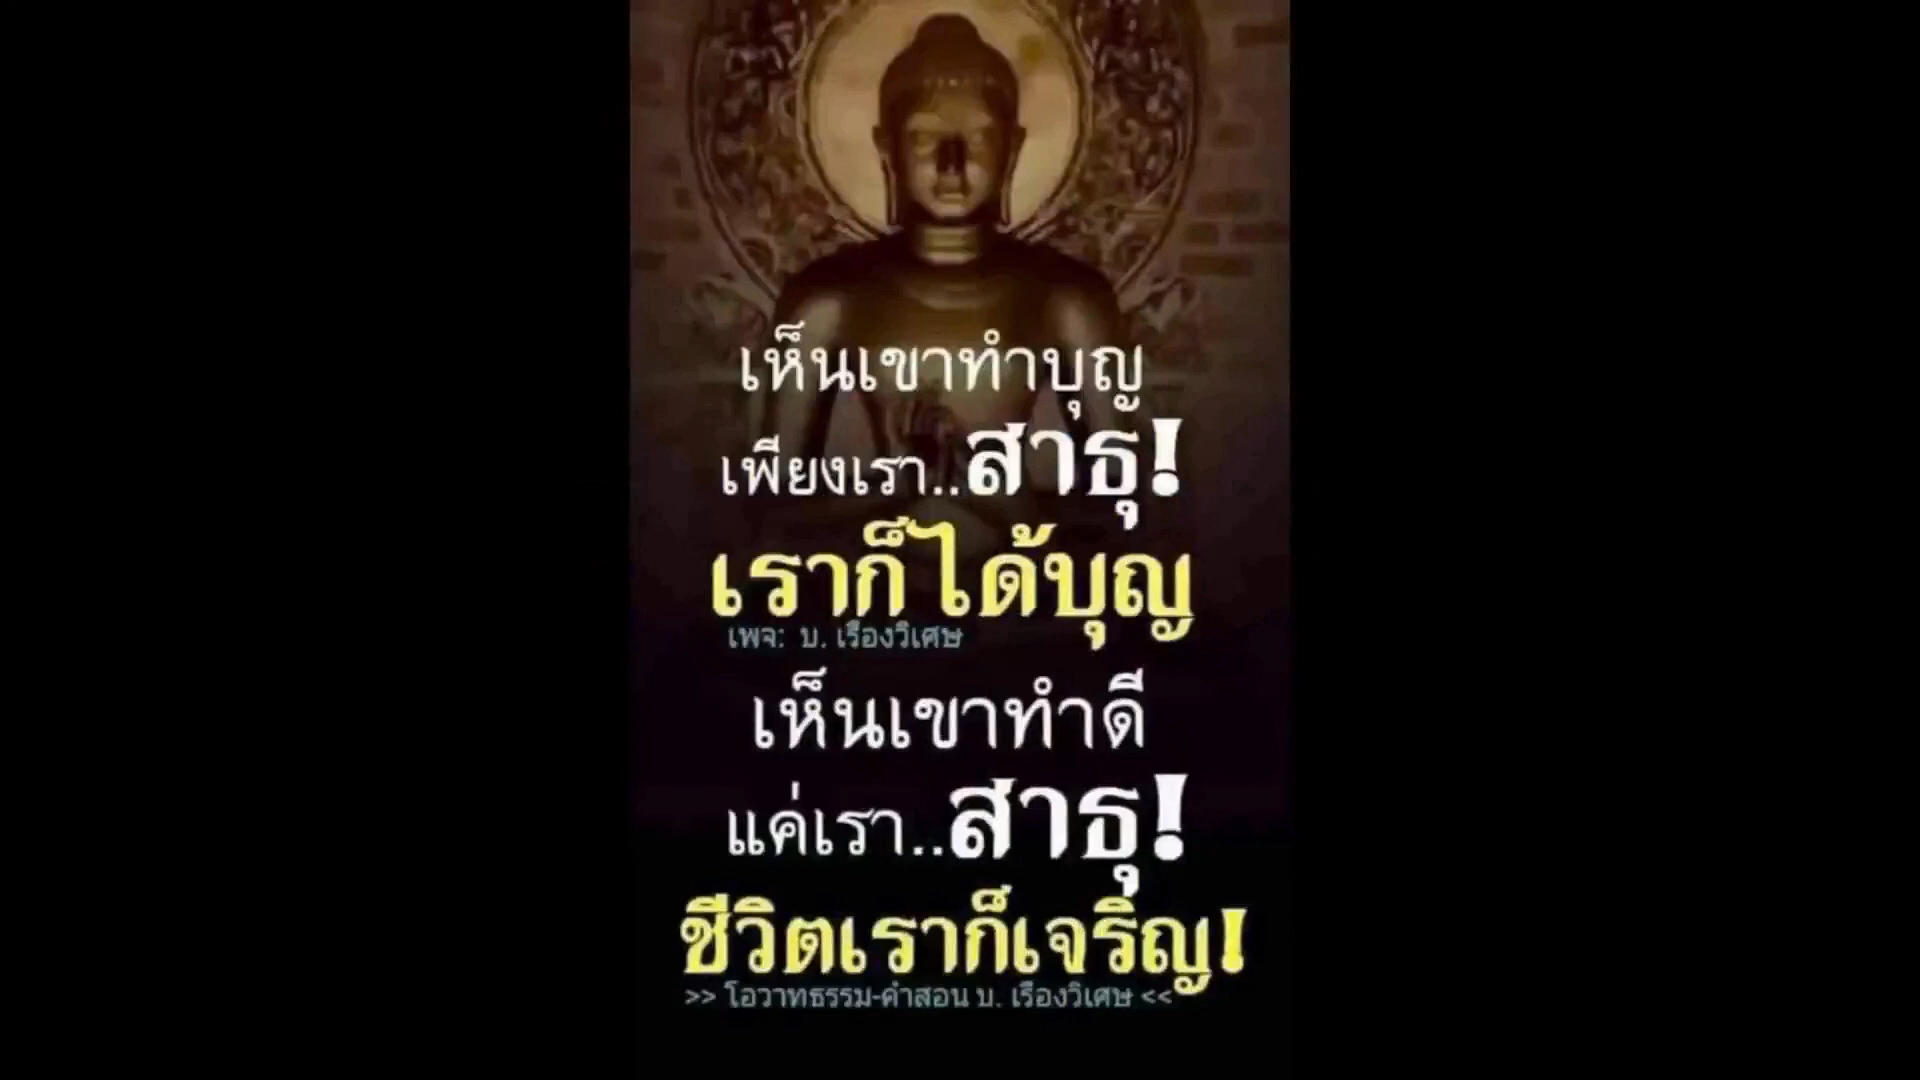 เห็นเขาทำบุญ
เพียงเรา..สาธุ!
เราก็ได้บุญ
เพจ: บ. เรืองวิเศษ
เห็นเขาทำดี
แค่เรา..สาธุ!
ชีวิตเราก็เจริญ!
>> โอวาทธรรม-คำสอน บ. เรืองวิเศษ <<